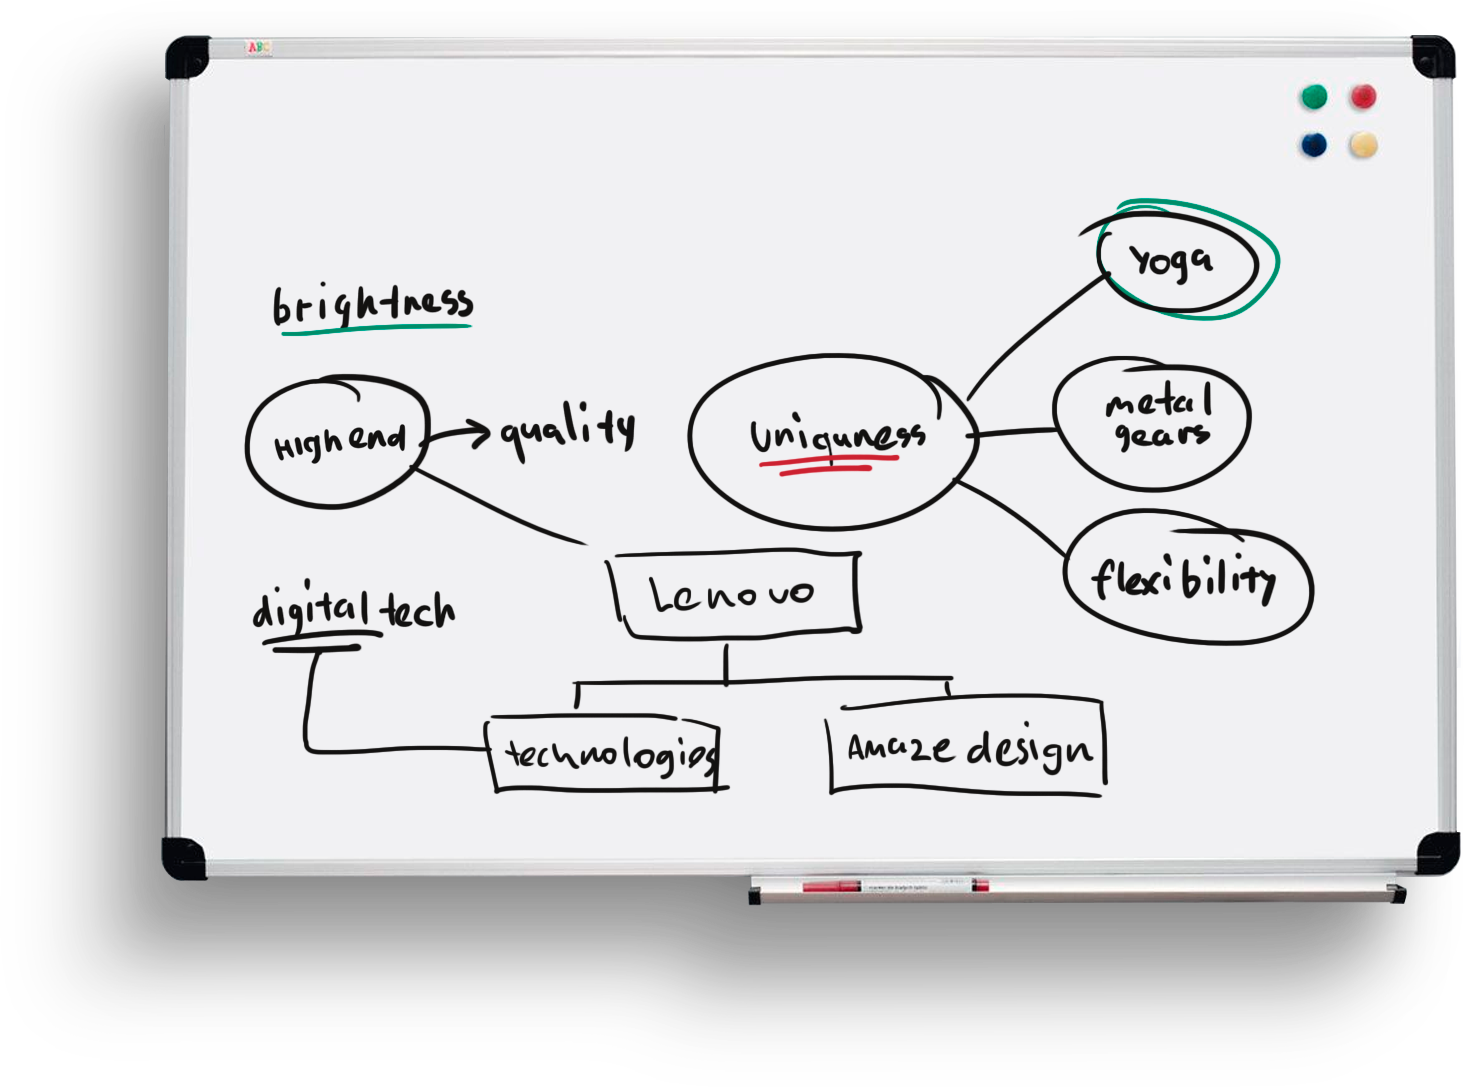 ABC
yoga
brightness
metal
gears
High end
quality
uniquness
flexibility
Lenovo
digital tech
technologies
Amaze design